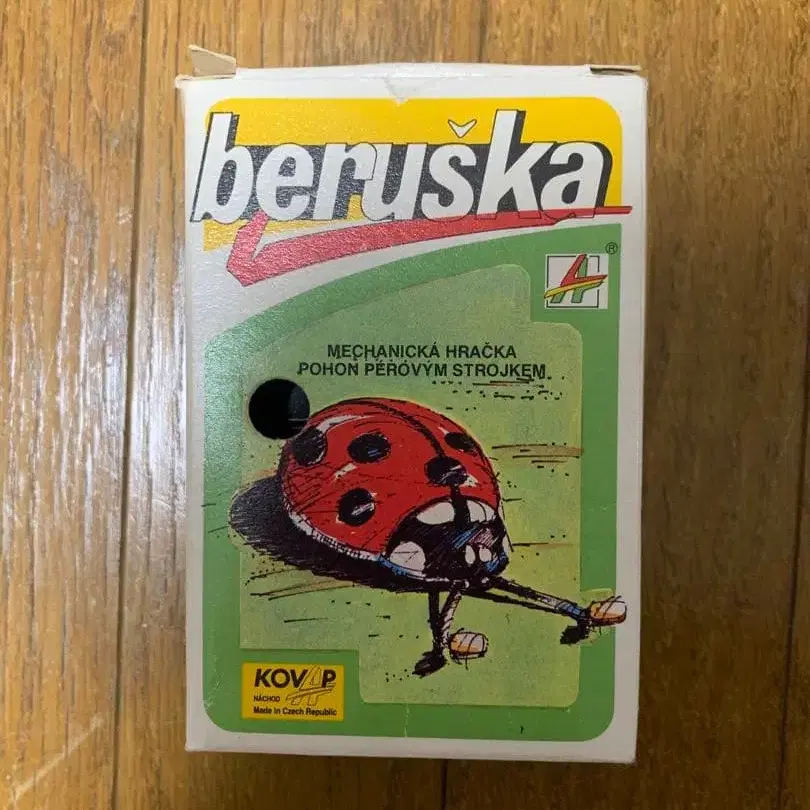 beruška
®
MECHANICKÁ HRAČKA
POHON PÉROVÝM STROJKEM
KOVAP
NÁCHOD
Made in Czech Republic